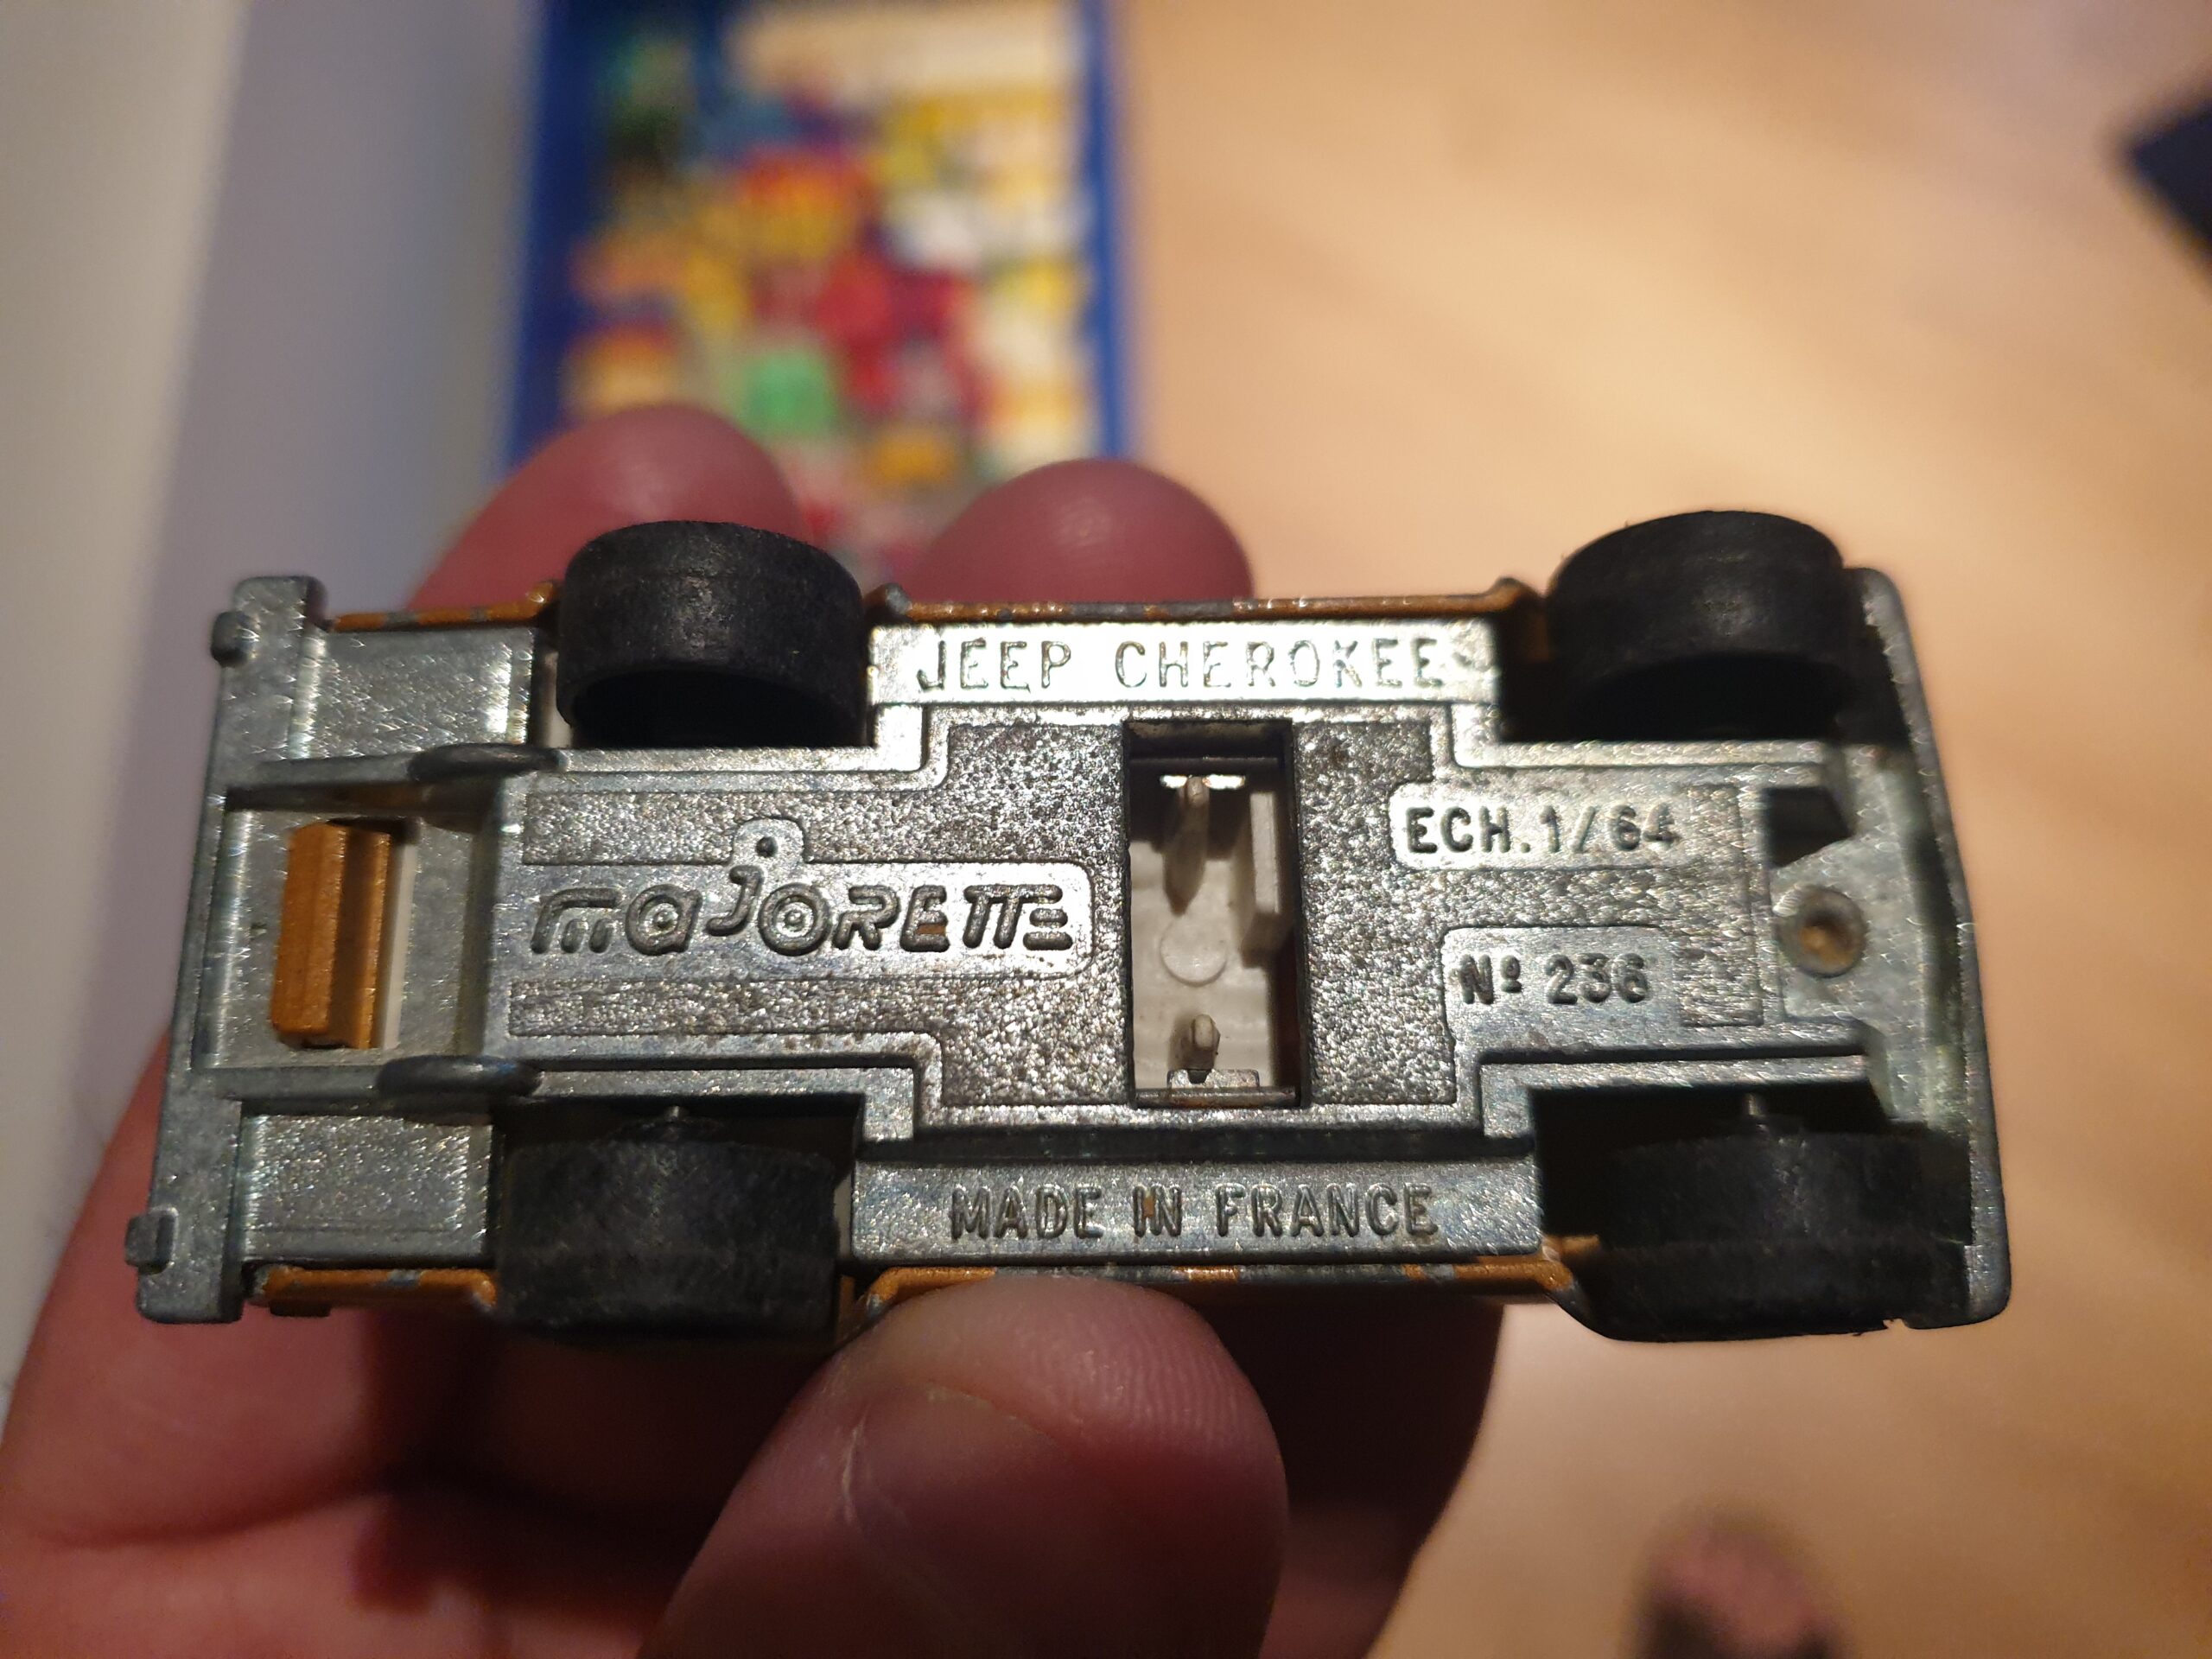 JEEP CHEROKEE
majORETTE
ECH. 1/64
Nº 236
MADE IN FRANCE